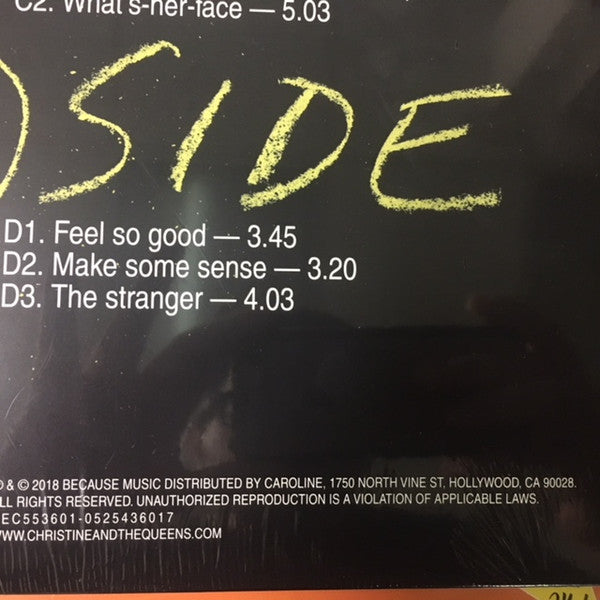 C2. What's-her-face — 5.03
SIDE
D1. Feel so good — 3.45
D2. Make some sense — 3.20
D3. The stranger — 4.03
& © 2018 BECAUSE MUSIC DISTRIBUTED BY CAROLINE, 1750 NORTH VINE ST, HOLLYWOOD, CA 90028.
LL RIGHTS RESERVED. UNAUTHORIZED REPRODUCTION IS A VIOLATION OF APPLICABLE LAWS.
EC553601-0525436017
WWW.CHRISTINEANDTHEQUEENS.COM